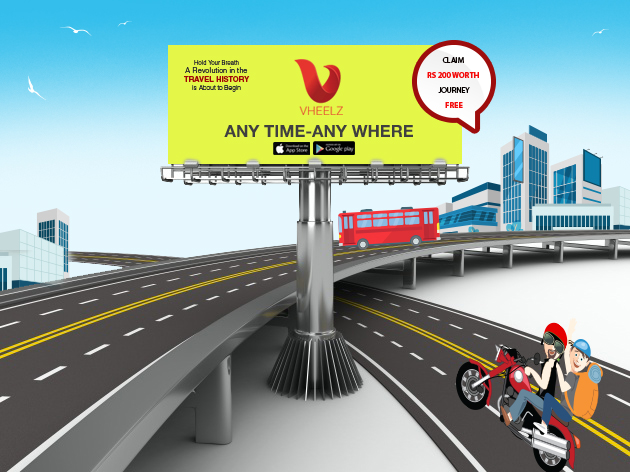 Hold Your Breath
A Revolution in the
TRAVEL HISTORY
is About to Begin
VHEELZ
CLAIM
RS 200 WORTH
JOURNEY
FREE
ANY TIME-ANY WHERE
App Store
Google play